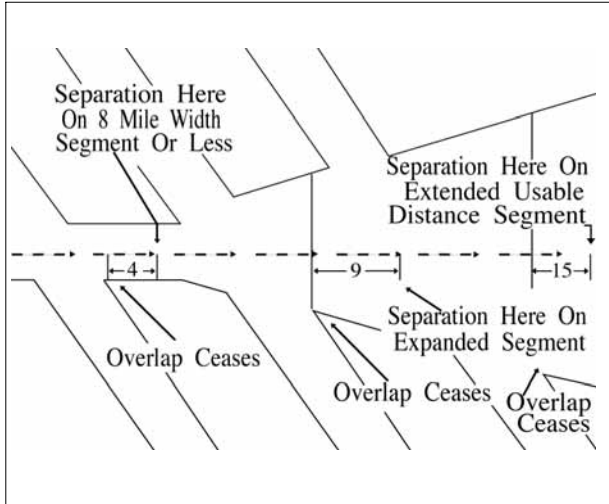 Separation Here
On 8 Mile Width
Segment Or Less
Separation Here On
Extended Usable
Distance Segment
4
9
15
Separation Here On
Expanded Segment
Overlap Ceases
Overlap Ceases
Overlap
Ceases